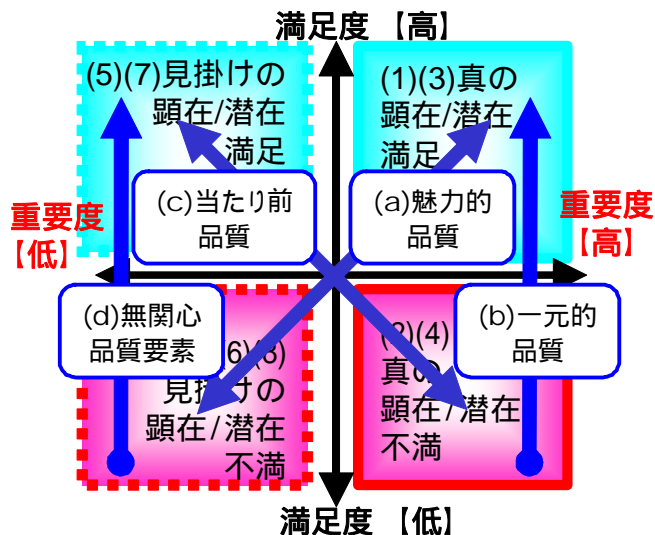 満足度 【高】
(5)(7)見掛けの
顕在/潜在
満足
(1)(3)真の
顕在/潜在
満足
(c)当たり前
品質
(a)魅力的
品質
重要度
【低】
重要度
【高】
(d)無関心
品質要素
(b)一元的
品質
(6)(8)
見掛けの
顕在/潜在
不満
(2)(4)
真の
顕在/潜在
不満
満足度 【低】